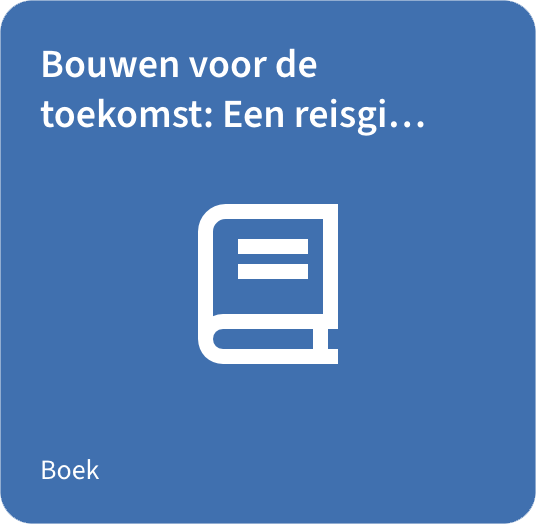 Bouwen voor de
toekomst: Een reisgi...
Boek